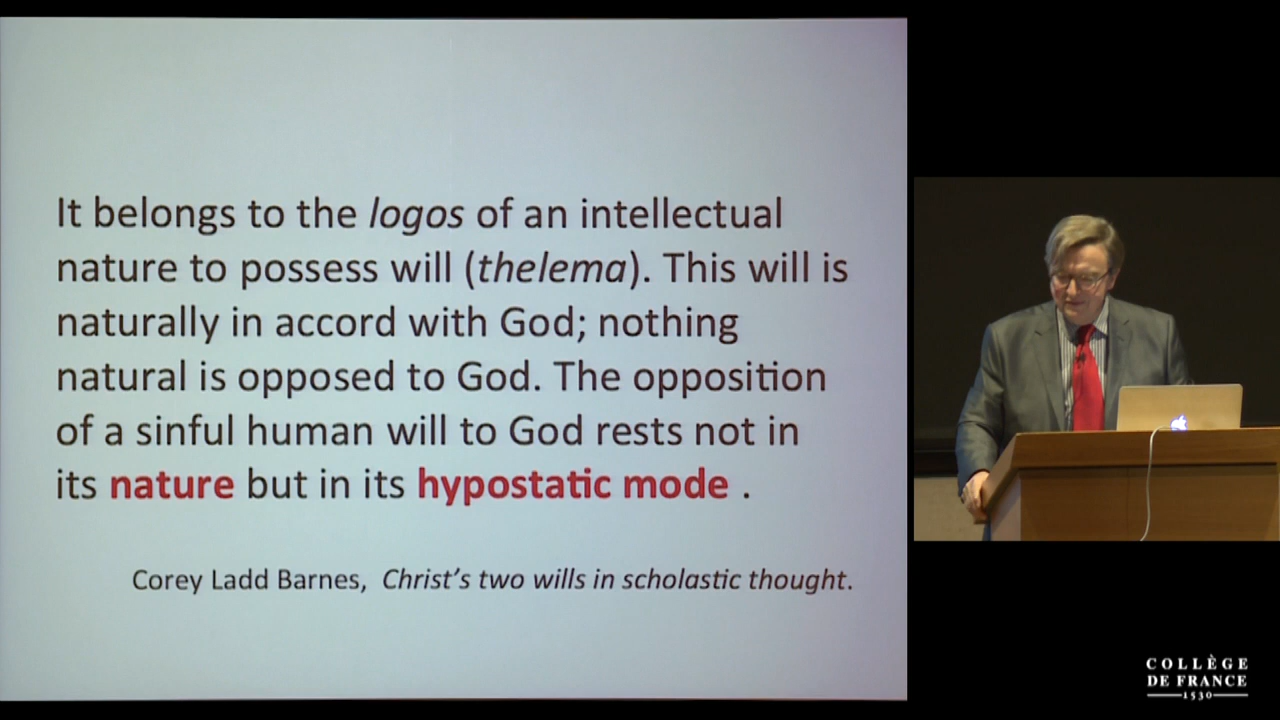 It belongs to the logos of an intellectual
nature to possess will (thelema). This will is
naturally in accord with God; nothing
natural is opposed to God. The opposition
of a sinful human will to God rests not in
its nature but in its hypostatic mode .
Corey Ladd Barnes, Christ's two wills in scholastic thought.
COLLÈGE
DE FRANCE
1530